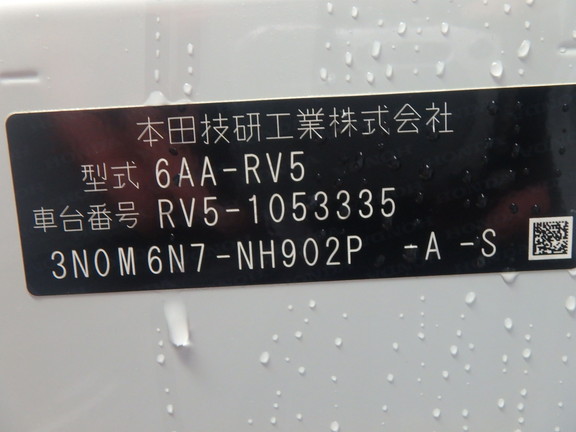 本田技研工業株式会社
型式 6AA-RV5
車台番号 RV5-1053335
3N0M6N7-NH902P -A -S